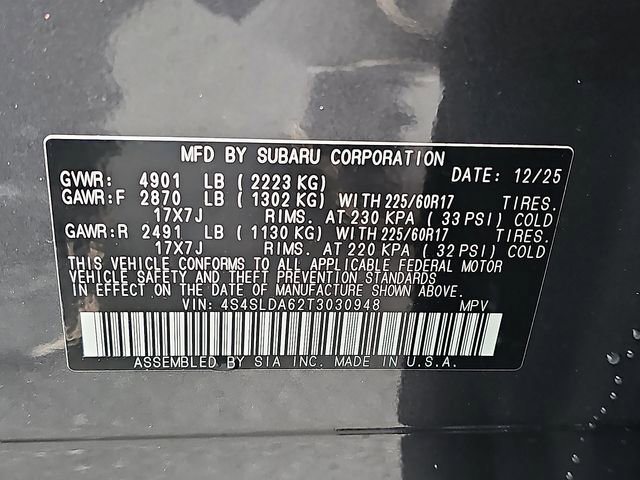 MFD BY SUBARU CORPORATION DATE: 12/25
GVWR: 4901 LB ( 2223 KG)
GAWR:F 2870 LB ( 1302 KG) WITH 225/60R17 TIRES.
17X7J RIMS. AT 230 KPA ( 33 PSI) COLD
GAWR:R 2491 LB ( 1130 KG) WITH 225/60R17 TIRES.
17X7J RIMS. AT 220 KPA ( 32 PSI) COLD
THIS VEHICLE CONFORMS TO ALL APPLICABLE FEDERAL MOTOR
VEHICLE SAFETY AND THEFT PREVENTION STANDARDS
IN EFFECT ON THE DATE OF MANUFACTURE SHOWN ABOVE.
VIN: 4S4SLDA62T3030948 MPV
ASSEMBLED BY SIA INC. MADE IN U.S.A.